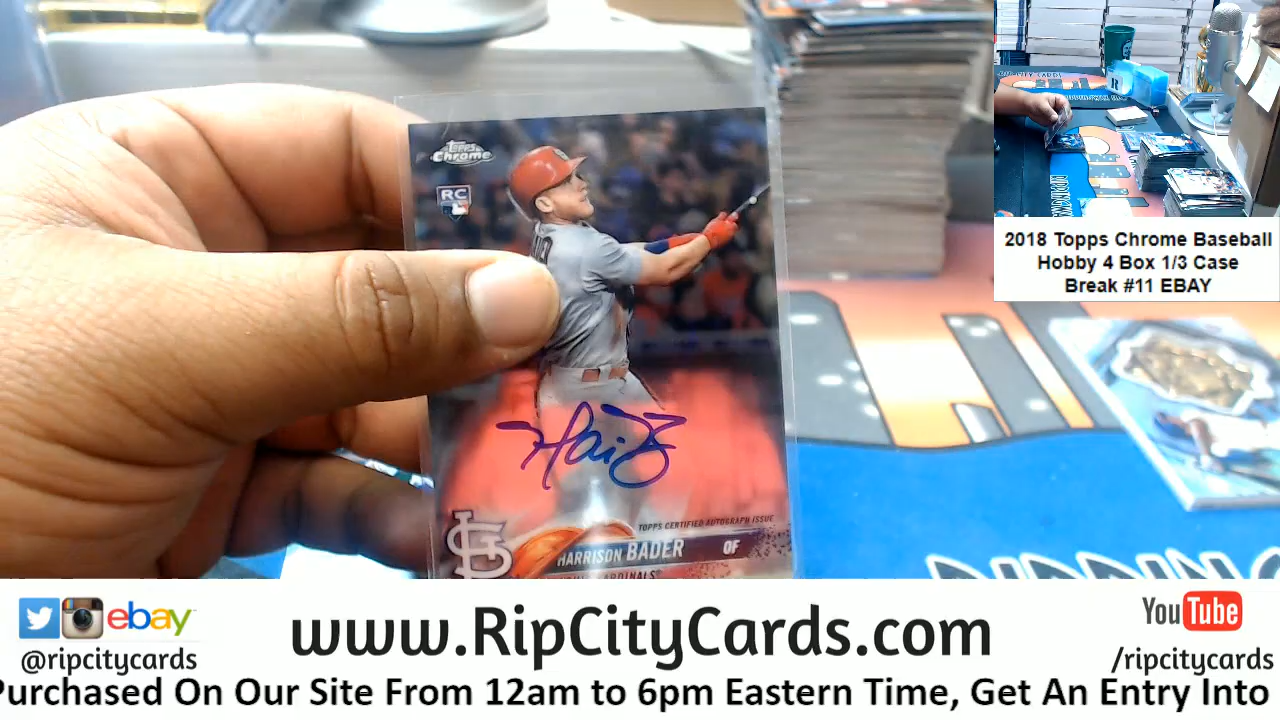 Topps
Chrome
RC
TOPPS CERTIFIED AUTOGRAPH ISSUE
HARRISON BADER OF
CARDINALS
2018 Topps Chrome Baseball
Hobby 4 Box 1/3 Case
Break #11 EBAY
ebay
@ripcitycards
www.RipCityCards.com
YouTube
/ripcitycards
Purchased On Our Site From 12am to 6pm Eastern Time, Get An Entry Into